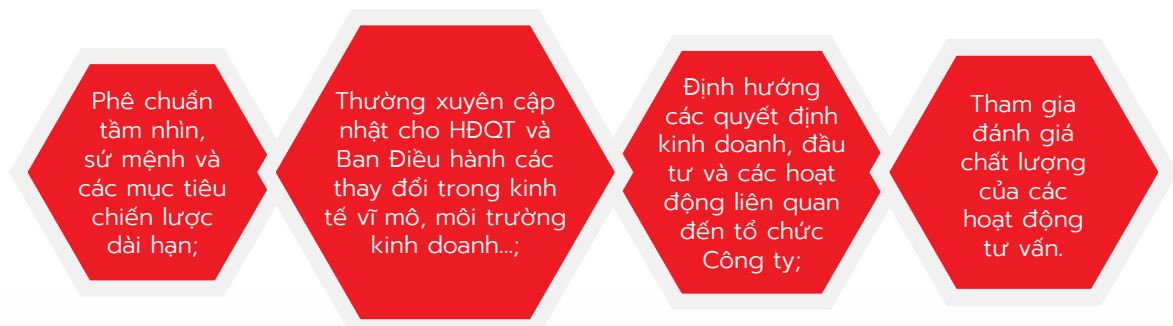 Phê chuẩn
tầm nhìn,
sứ mệnh và
các mục tiêu
chiến lược
dài hạn;
Thường xuyên cập
nhật cho HĐQT và
Ban Điều hành các
thay đổi trong kinh
tế vĩ mô, môi trường
kinh doanh...;
Định hướng
các quyết định
kinh doanh, đầu
tư và các hoạt
động liên quan
đến tổ chức
Công ty;
Tham gia
đánh giá
chất lượng
của các
hoạt động
tư vấn.